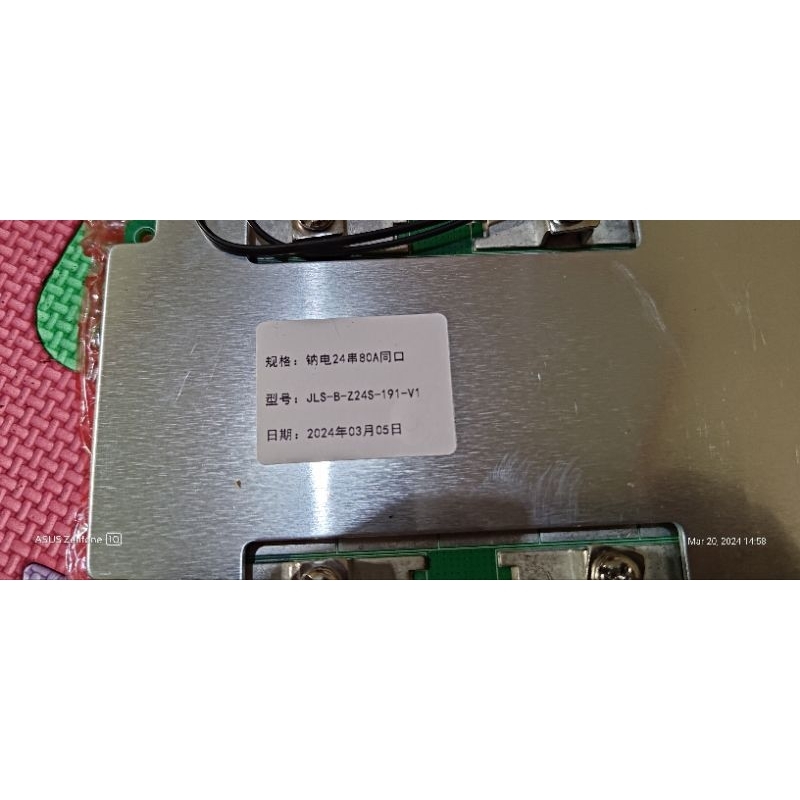 规格：钠电24串80A同口
型号：JLS-B-Z24S-191-V1
日期：2024年03月05日
ASUS Zenfone 10
Mar 20, 2024 14:58